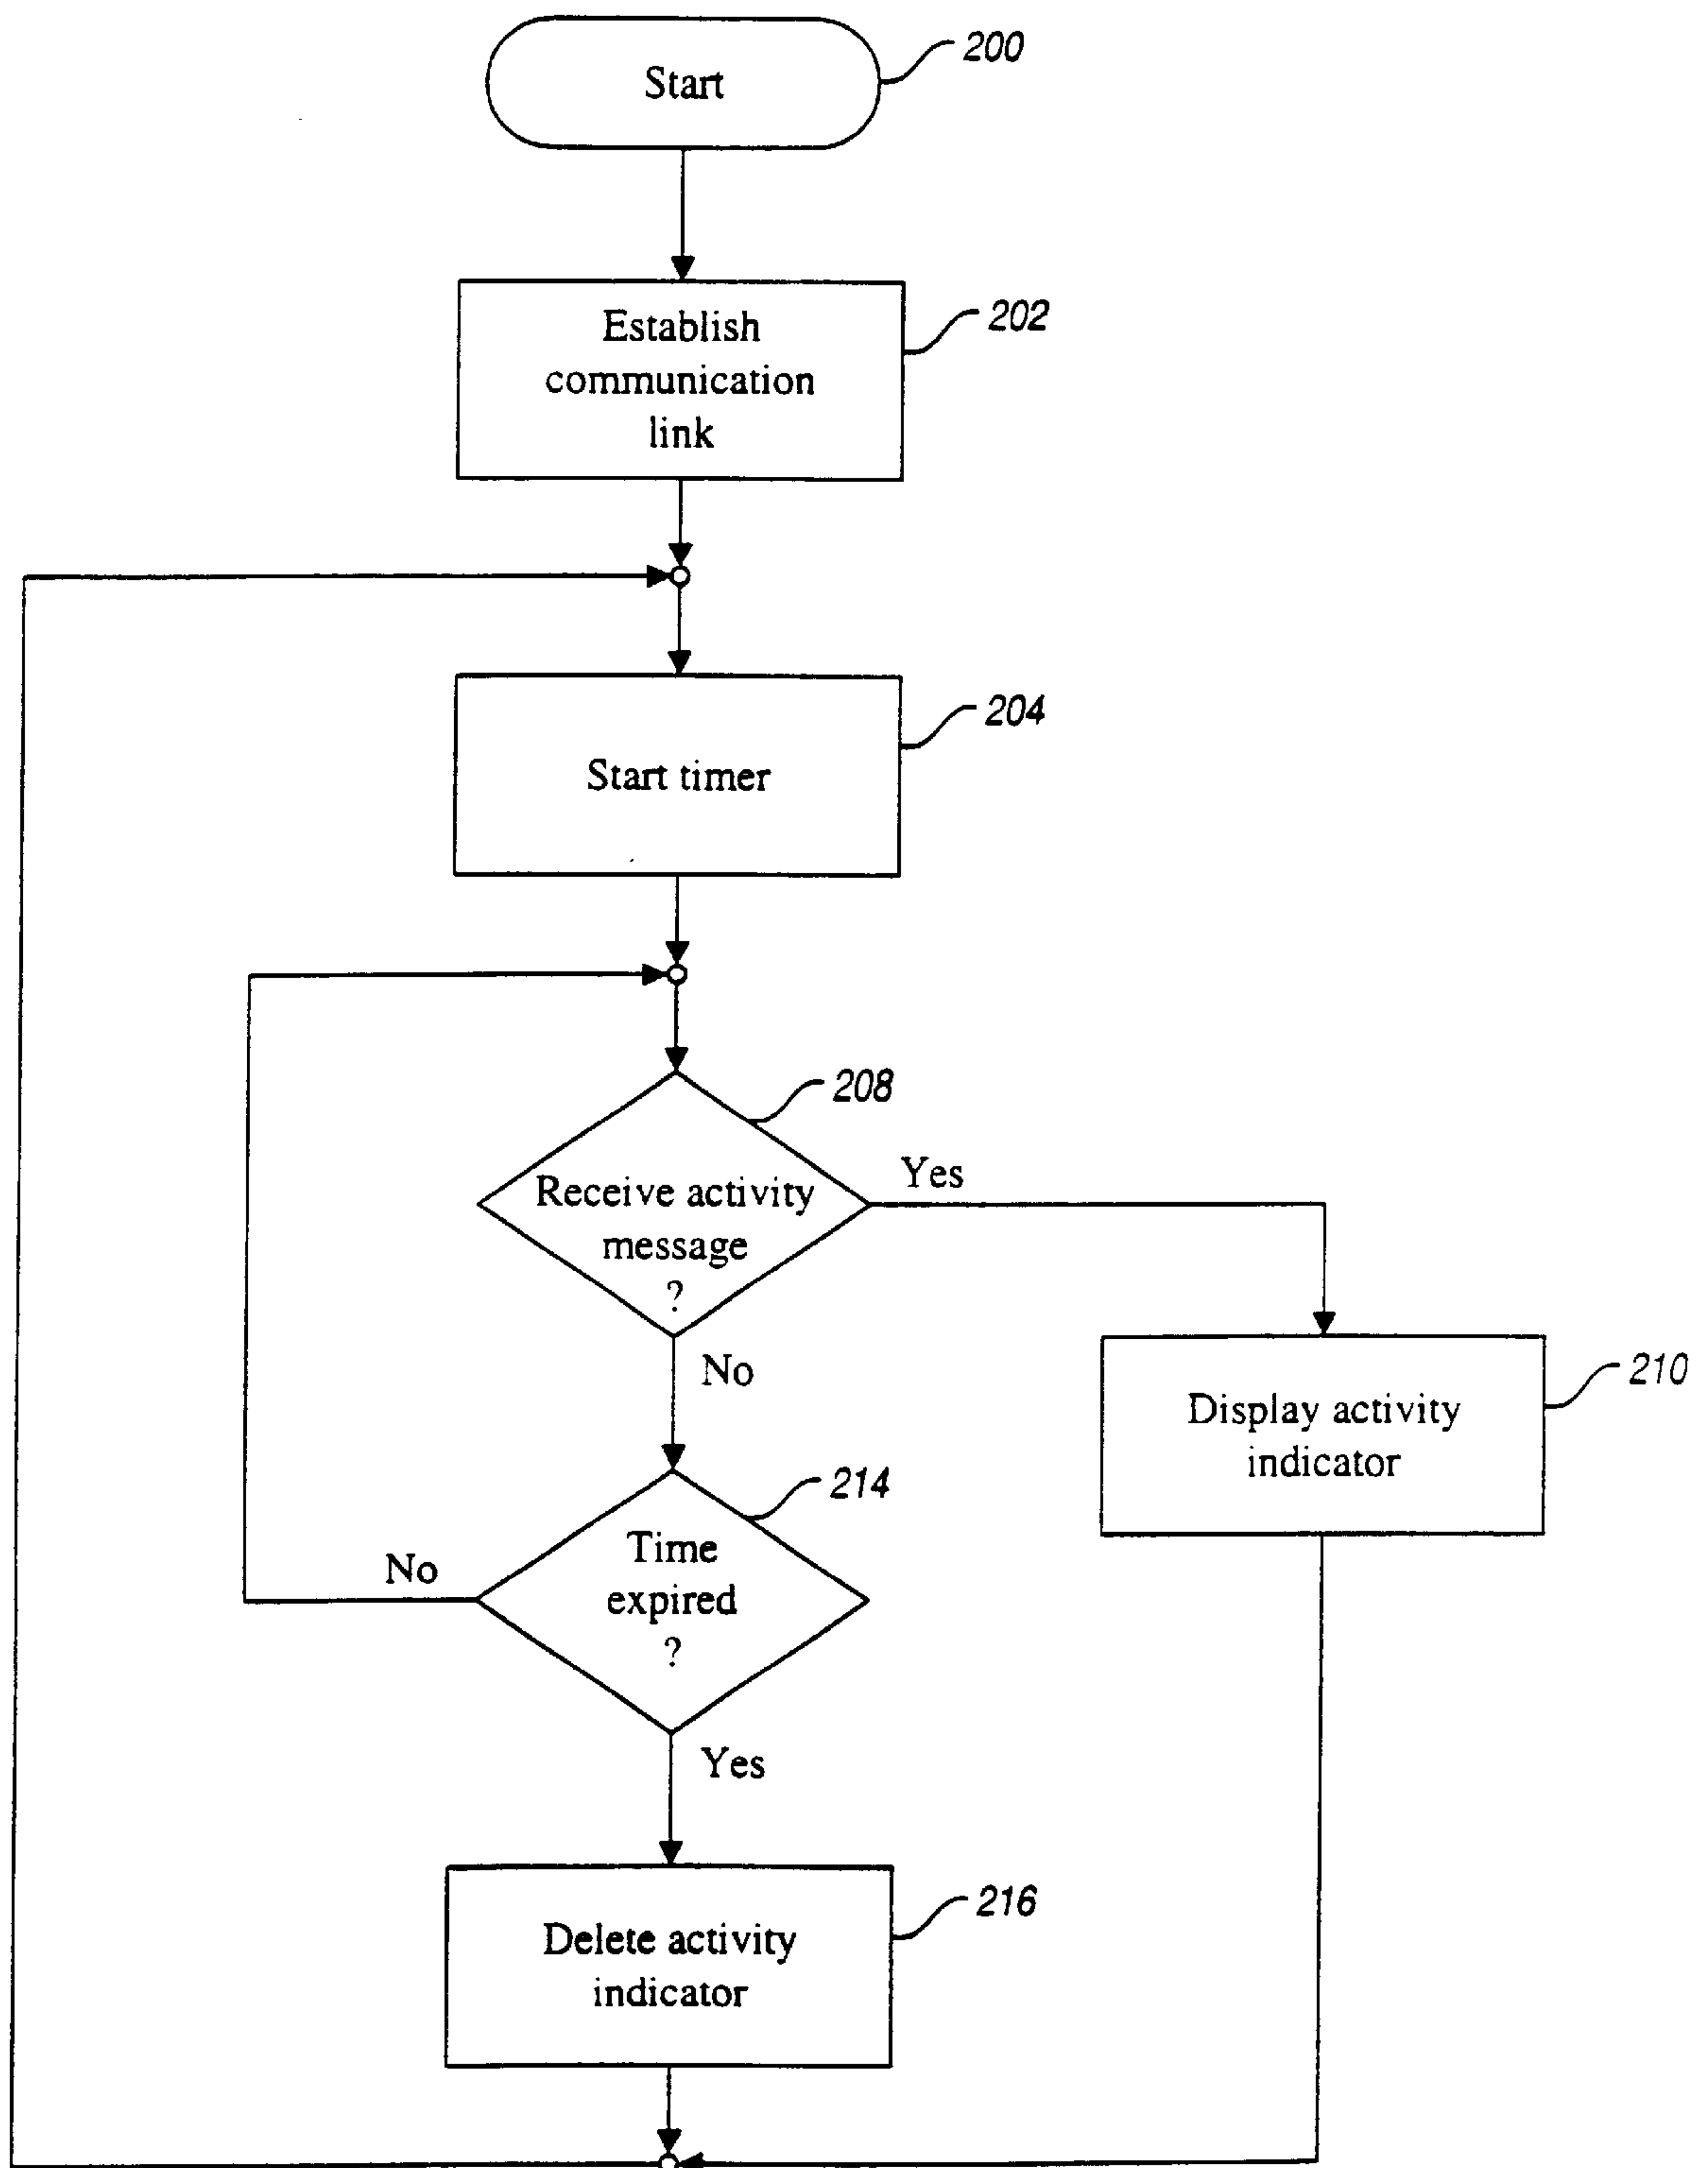 Start
200
Establish
communication
link
202
Start timer
204
208
Receive activity
message
?
Yes
No
Display activity
indicator
210
214
Time
expired
?
No
Yes
Delete activity
indicator
216